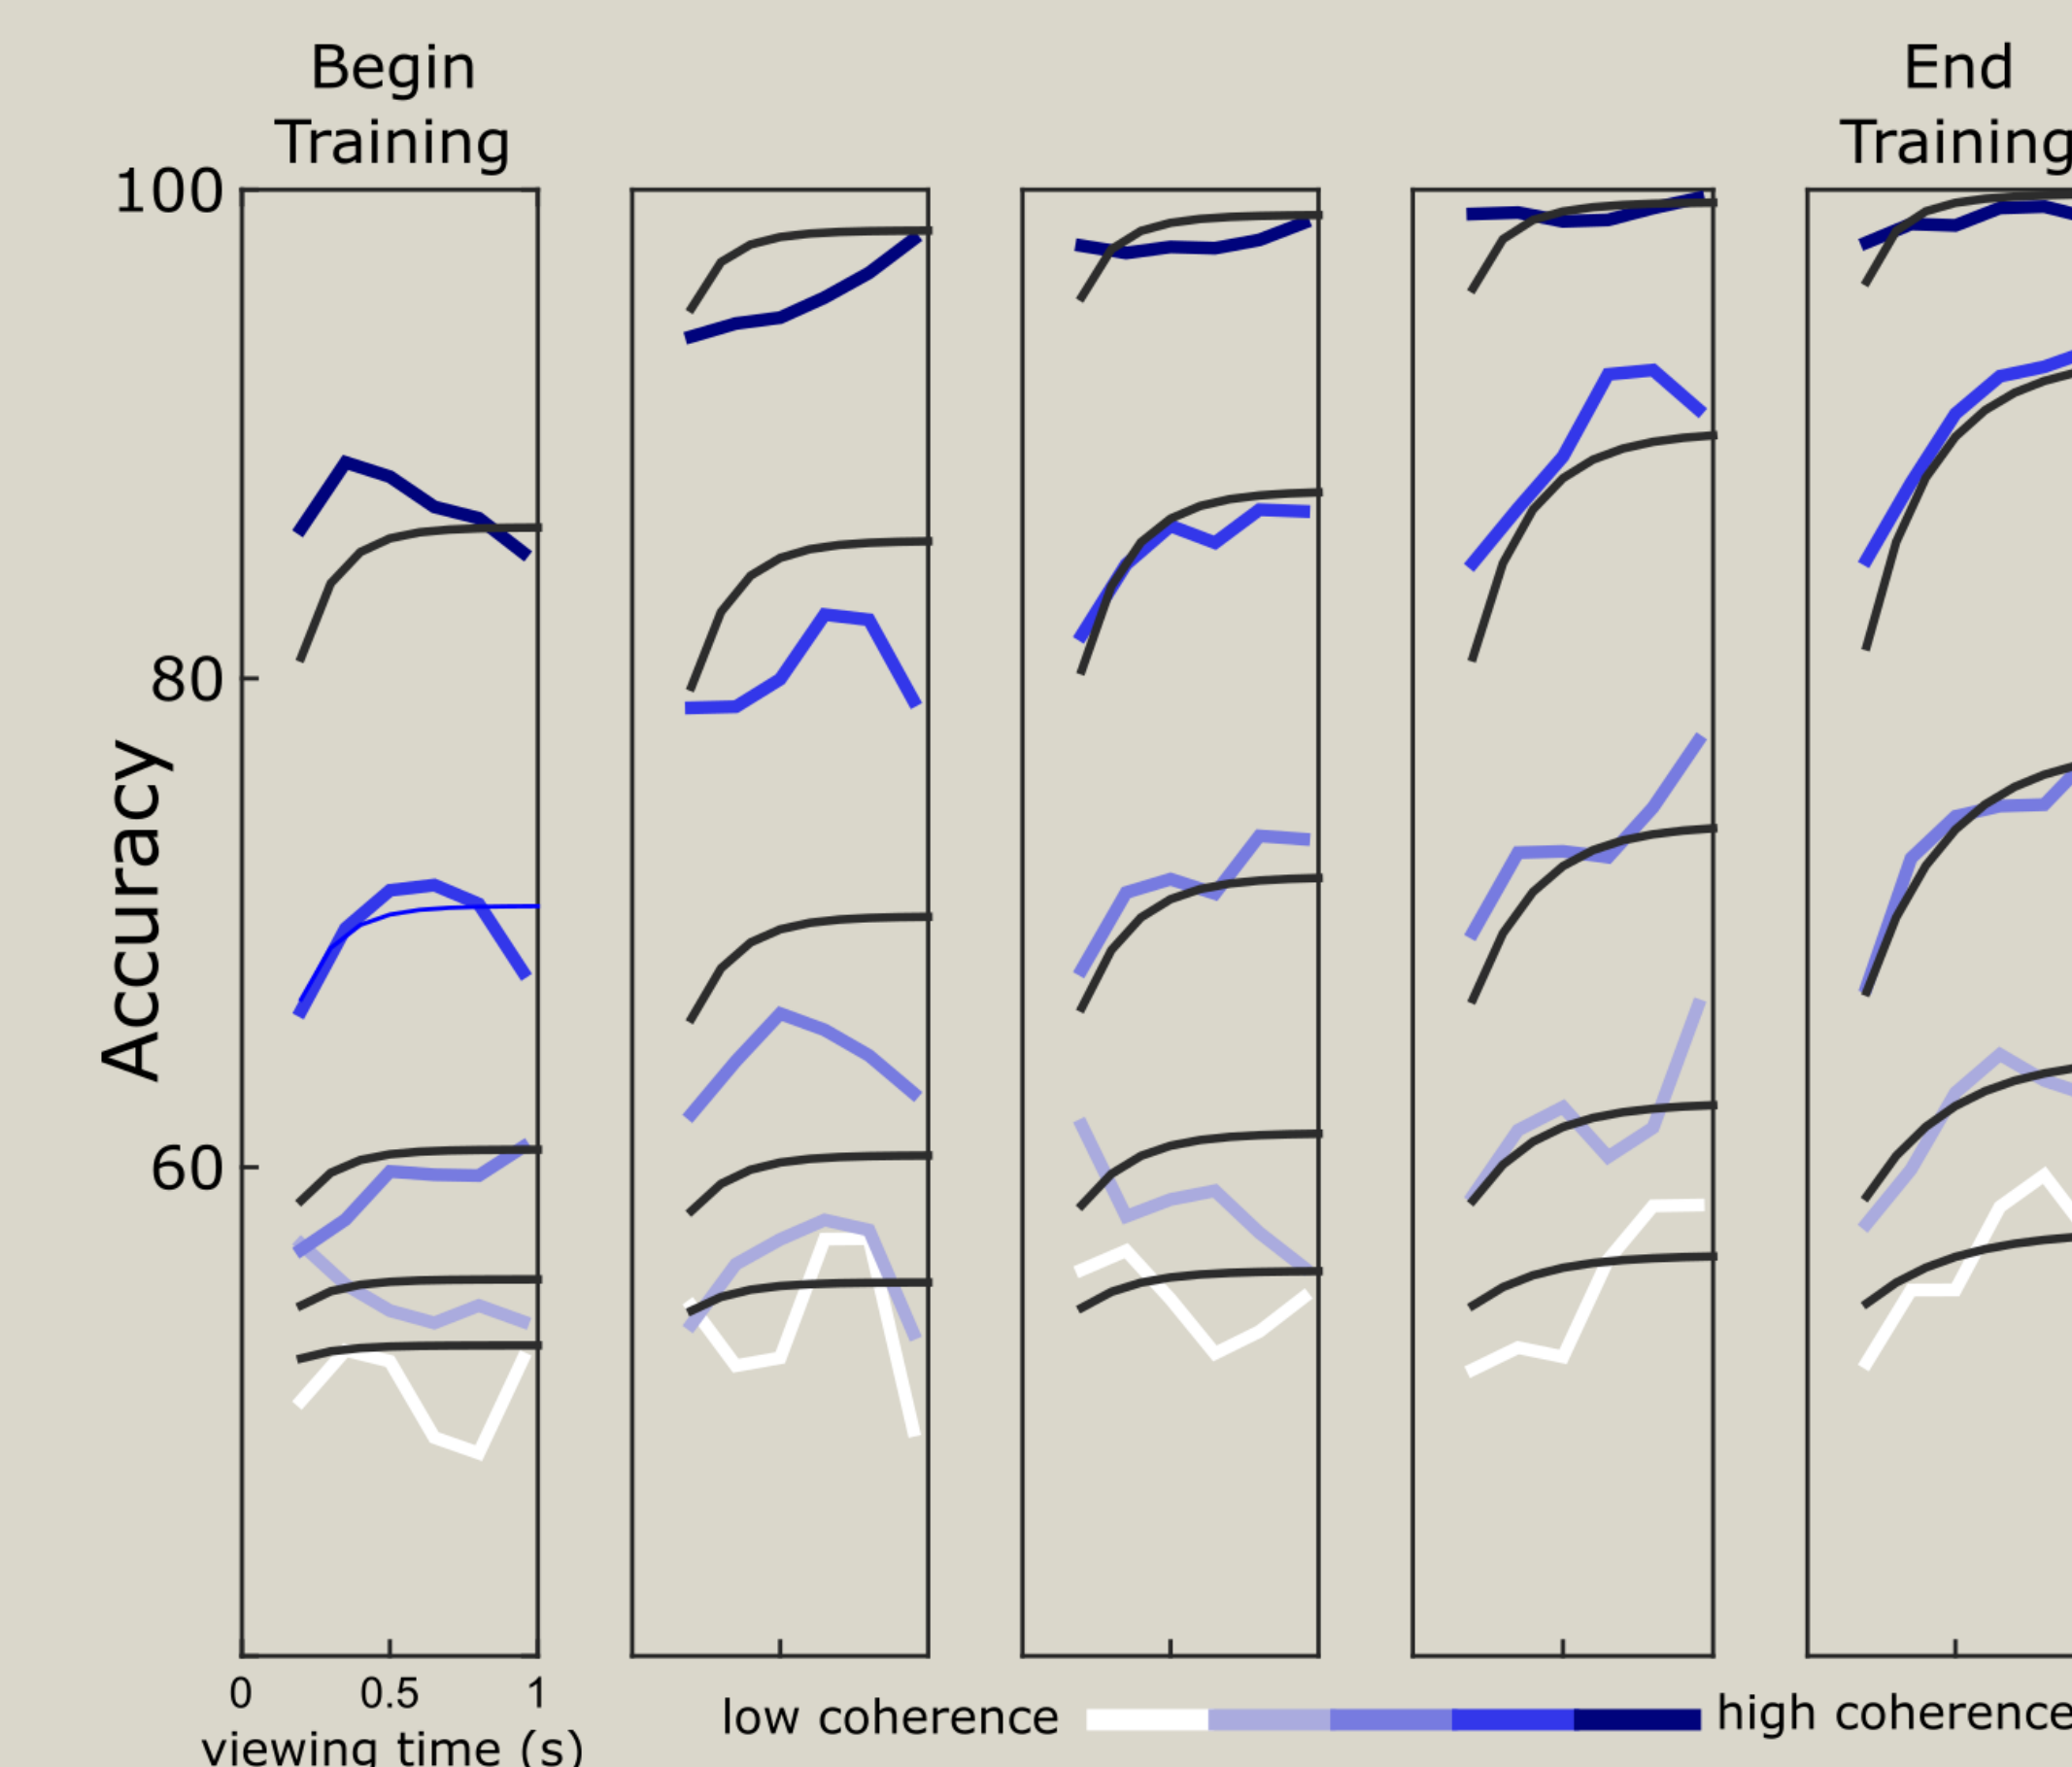 Begin
Training
End
Training
100
80
60
Accuracy
0 0.5 1
viewing time (s)
low coherence
high coherence